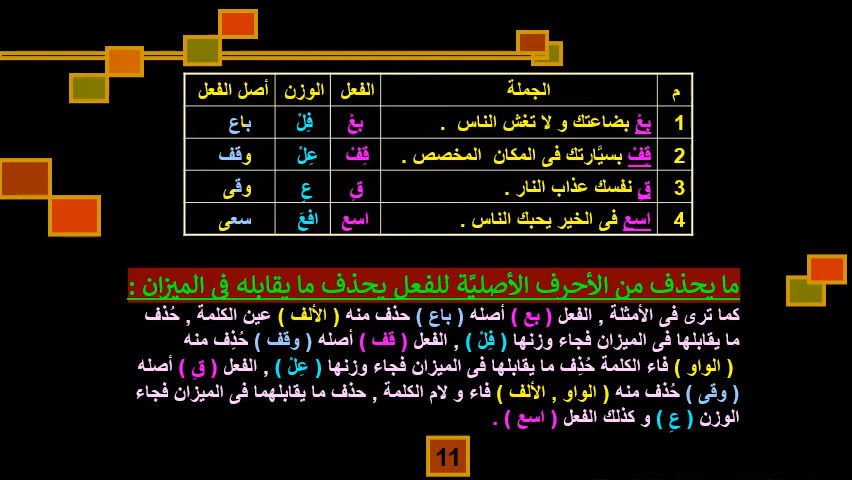 م الجملة الفعل الوزن أصل الفعل
1 بِعْ بضاعتك و لا تغش الناس . بِعْ فِلْ باع
2 قِفْ بسيَّارتك فى المكان المخصص . قِفْ عِلْ وقف
3 قِ نفسك عذاب النار . قِ عِ وقى
4 اسع فى الخير يحبك الناس . اسع افعَ سعى
ما يحذف من الأحرف الأصليَّة للفعل يحذف ما يقابله فى الميزان :
كما ترى فى الأمثلة , الفعل ( بع ) أصله ( باع ) حذف منه ( الألف ) عين الكلمة , حُذف
ما يقابلها فى الميزان فجاء وزنها ( فِلْ ) , الفعل ( قف ) أصله ( وقف ) حُذِف منه
( الواو ) فاء الكلمة حُذِف ما يقابلها فى الميزان فجاء وزنها ( عِلْ ) , الفعل ( قِ ) أصله
( وقى ) حُذف منه ( الواو , الألف ) فاء و لام الكلمة , حذف ما يقابلهما فى الميزان فجاء
الوزن ( عِ ) و كذلك الفعل ( اسع ) .
11